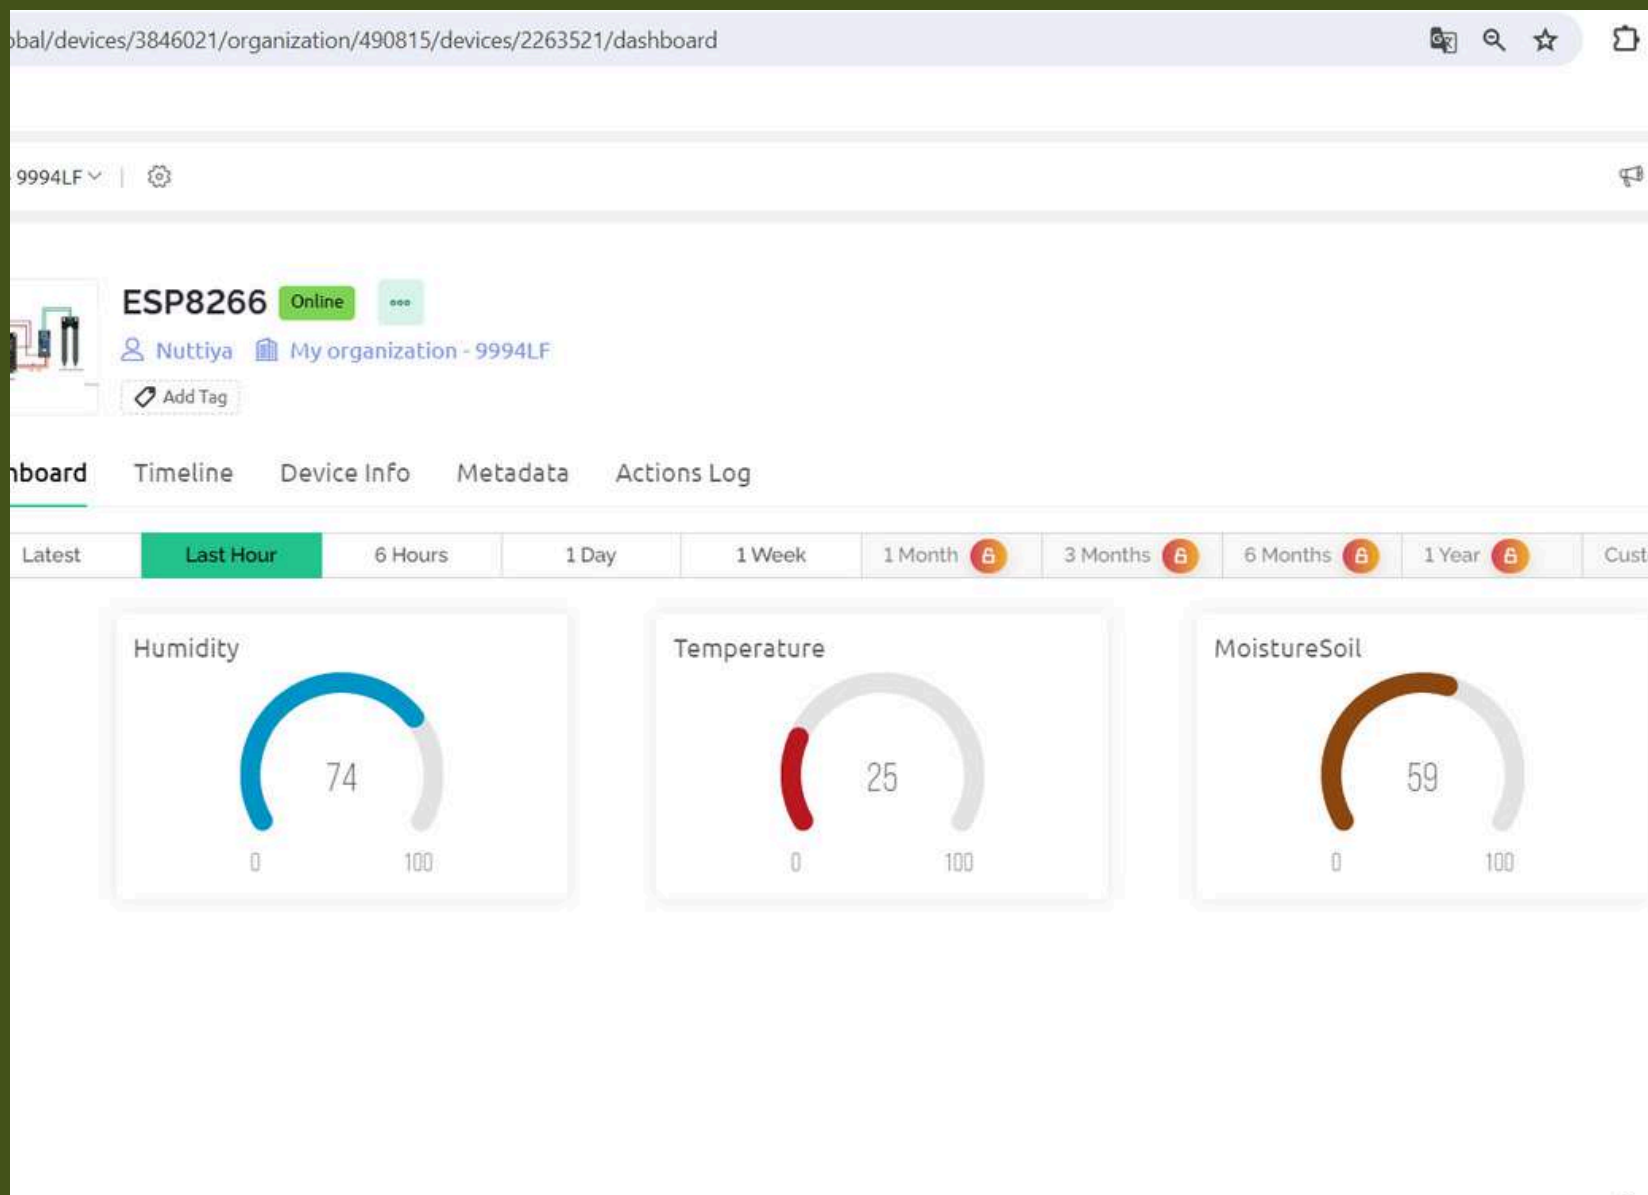 obal/devices/3846021/organization/490815/devices/2263521/dashboard
- 9994LF
ESP8266 Online
Nuttiya My organization - 9994LF
Add Tag
hboard Timeline Device Info Metadata Actions Log
Latest Last Hour 6 Hours 1 Day 1 Week 1 Month 3 Months 6 Months 1 Year Cust
Humidity Temperature MoistureSoil
74 25 59
0 100 0 100 0 100